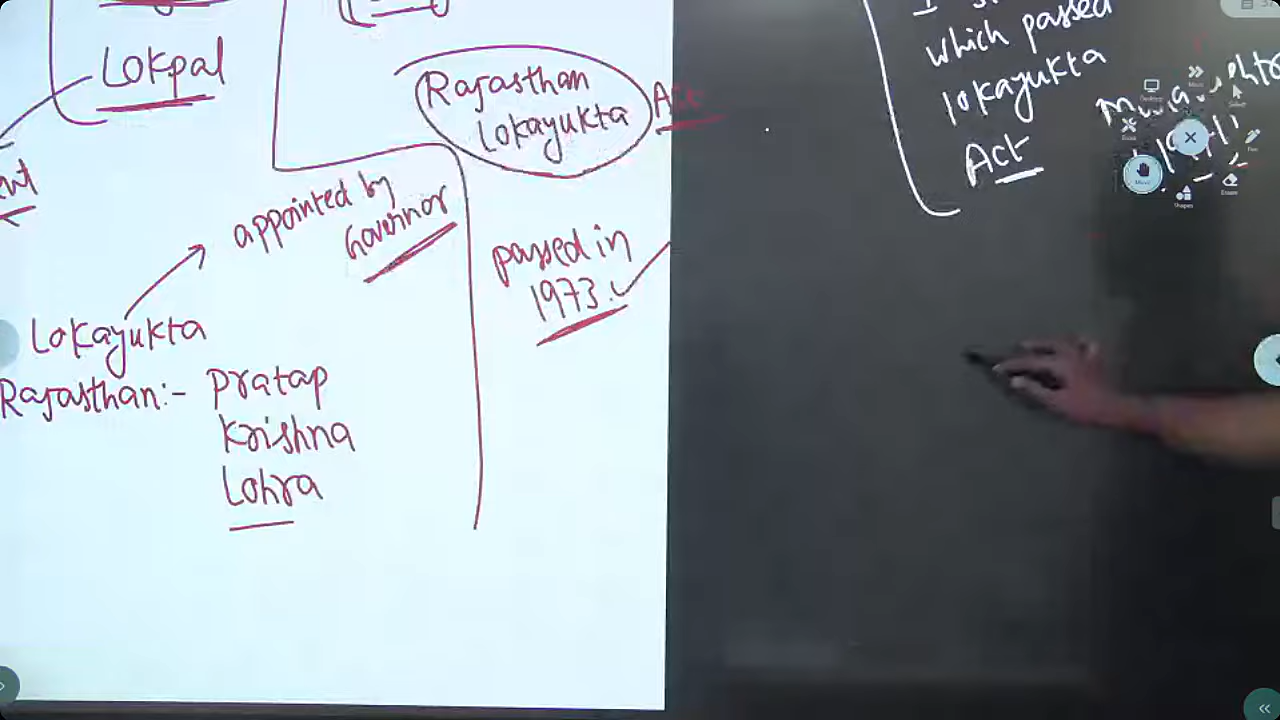 Lokpal
Rajasthan
Lokayukta
Act
appointed by
Governor
passed in
1973.
Lokayukta
Rajasthan:- Pratap
Krishna
Lohra
which passed
lokayukta
Act